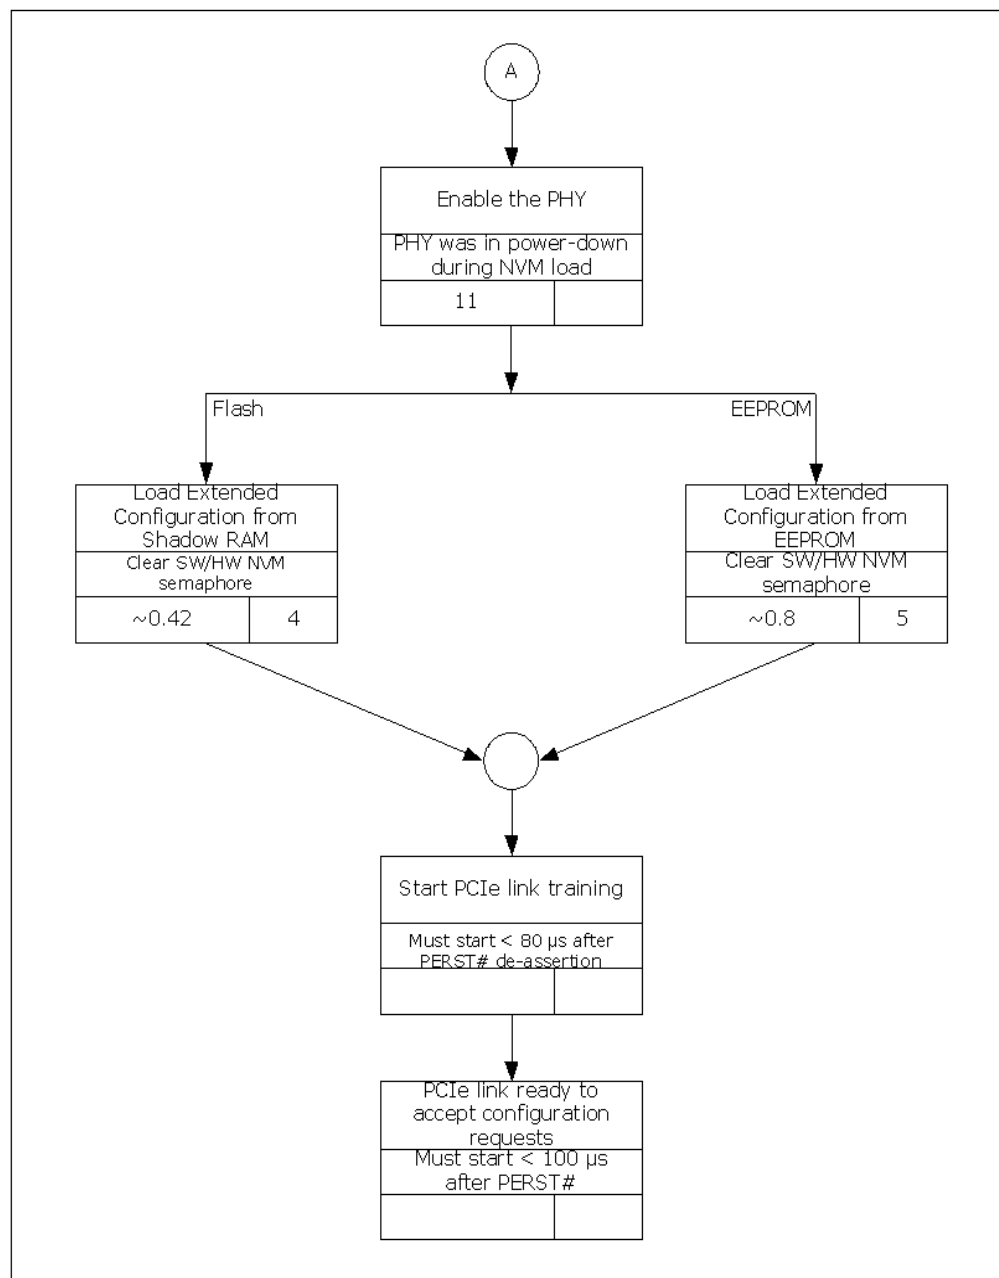 A
Enable the PHY
PHY was in power-down
during NVM load
11
Flash
EEPROM
Load Extended
Configuration from
Shadow RAM
Clear SW/HW NVM
semaphore
~0.42
4
Load Extended
Configuration from
EEPROM
Clear SW/HW NVM
semaphore
~0.8
5
Start PCIe link training
Must start < 80 µs after
PERST# de-assertion
PCIe link ready to
accept configuration
requests
Must start < 100 µs
after PERST#